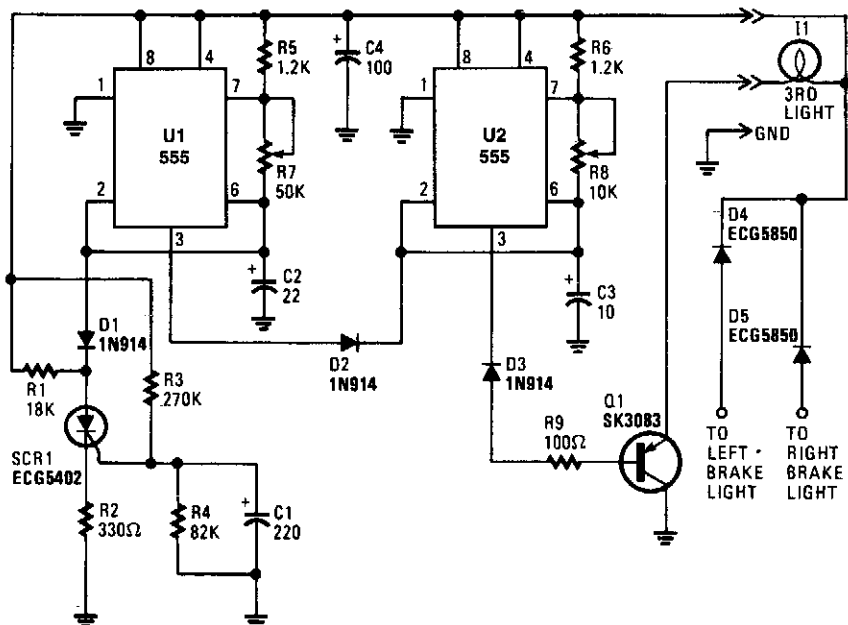 I1
3RD
LIGHT
R5
1.2K
C4
100
R6
1.2K
8
4
8
4
1
7
1
7
U1
555
U2
555
GND
R7
50K
R8
10K
2
6
2
6
3
3
D4
ECG5850
+
C2
22
+
C3
10
D1
1N914
D5
ECG5850
D2
1N914
D3
1N914
R1
18K
R3
270K
Q1
SK3083
R9
100Ω
TO
LEFT
BRAKE
LIGHT
TO
RIGHT
BRAKE
LIGHT
SCR1
ECG5402
R2
330Ω
R4
82K
+
C1
220
+